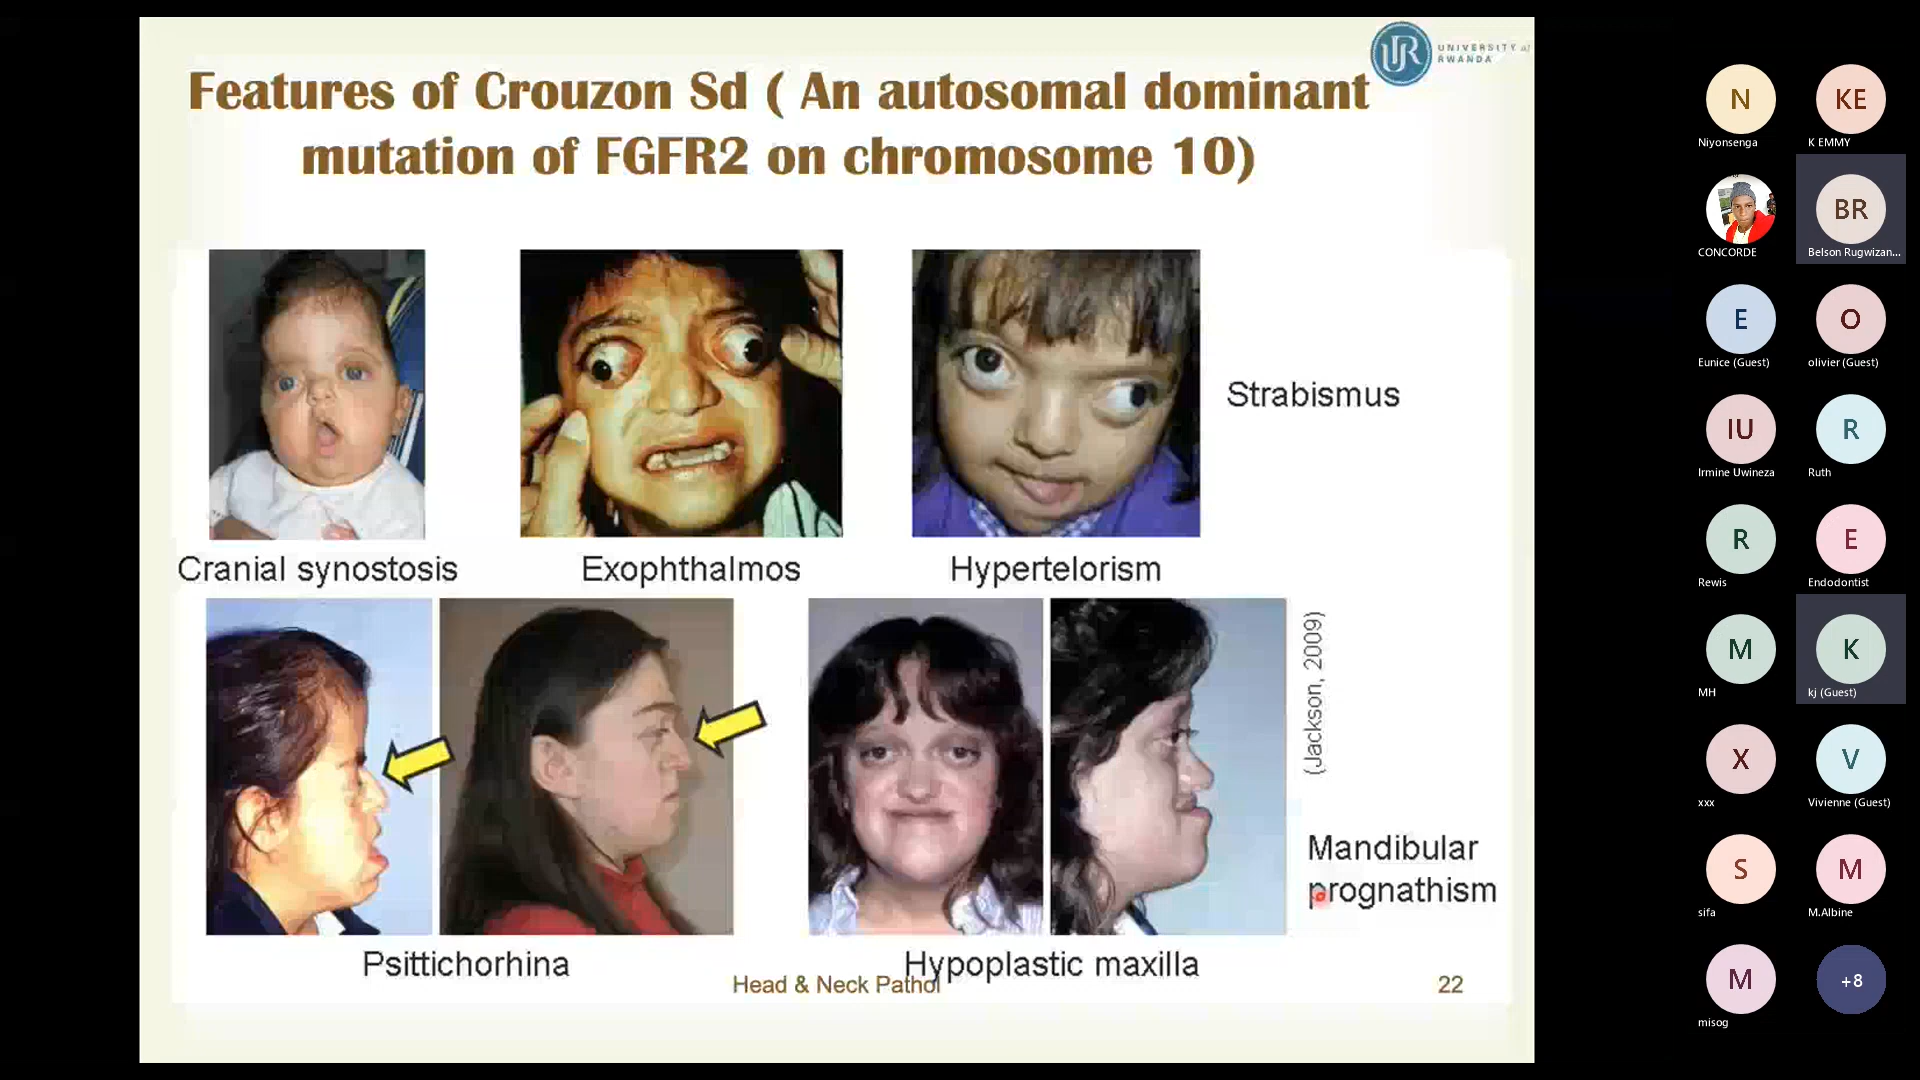 UNIVERSITY of
RWANDA
Features of Crouzon Sd ( An autosomal dominant
mutation of FGFR2 on chromosome 10)
Strabismus
Cranial synostosis
Exophthalmos
Hypertelorism
(Jackson, 2009)
Mandibular
prognathism
Psittichorhina
Hypoplastic maxilla
Head & Neck Pathol
22
N
Niyonsenga
KE
K EMMY
CONCORDE
BR
Belson Rugwizan...
E
Eunice (Guest)
O
olivier (Guest)
IU
Irmine Uwineza
R
Ruth
R
Rewis
E
Endodontist
M
MH
K
kj (Guest)
X
xxx
V
Vivienne (Guest)
S
sifa
M
M.Albine
M
misog
+8